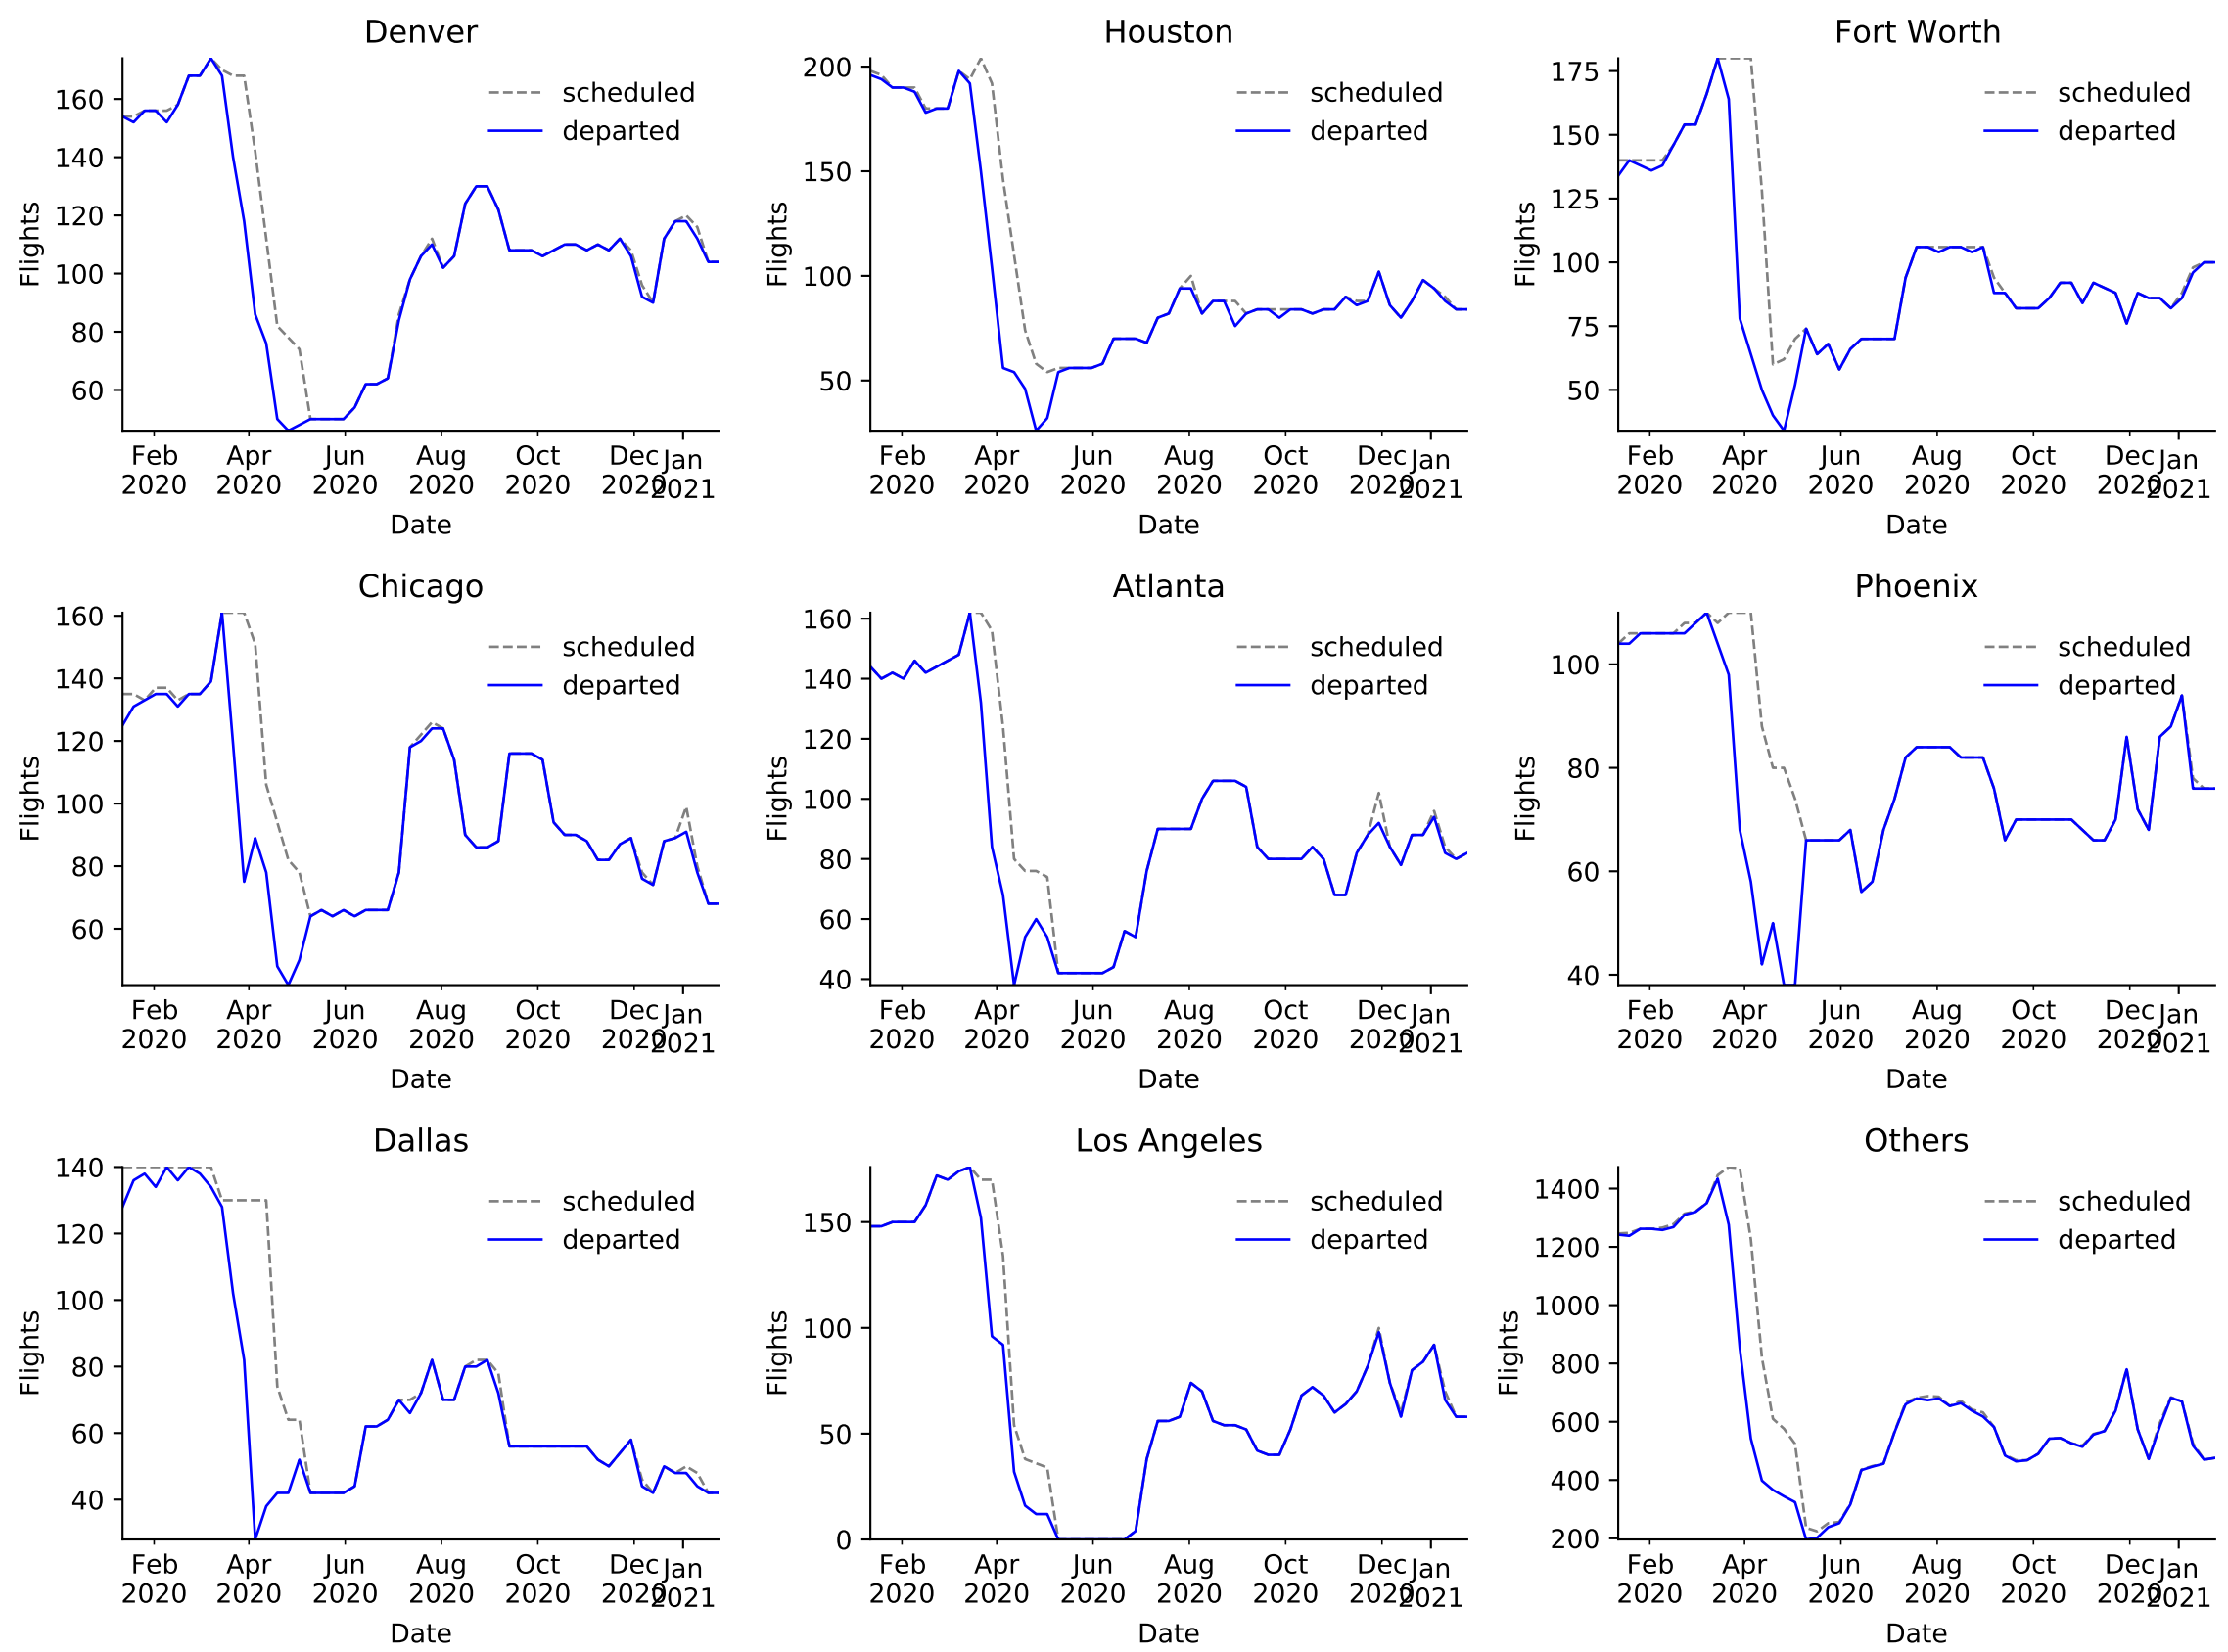 Denver
160
140
120
100
80
60
Flights
scheduled
departed
Feb Apr Jun Aug Oct Dec Jan
2020 2020 2020 2020 2020 2020 2021
Date
Houston
200
150
100
50
Flights
scheduled
departed
Feb Apr Jun Aug Oct Dec Jan
2020 2020 2020 2020 2020 2020 2021
Date
Fort Worth
175
150
125
100
75
50
Flights
scheduled
departed
Feb Apr Jun Aug Oct Dec Jan
2020 2020 2020 2020 2020 2020 2021
Date
Chicago
160
140
120
100
80
60
Flights
scheduled
departed
Feb Apr Jun Aug Oct Dec Jan
2020 2020 2020 2020 2020 2020 2021
Date
Atlanta
160
140
120
100
80
60
40
Flights
scheduled
departed
Feb Apr Jun Aug Oct Dec Jan
2020 2020 2020 2020 2020 2020 2021
Date
Phoenix
100
80
60
40
Flights
scheduled
departed
Feb Apr Jun Aug Oct Dec Jan
2020 2020 2020 2020 2020 2020 2021
Date
Dallas
140
120
100
80
60
40
Flights
scheduled
departed
Feb Apr Jun Aug Oct Dec Jan
2020 2020 2020 2020 2020 2020 2021
Date
Los Angeles
150
100
50
0
Flights
scheduled
departed
Feb Apr Jun Aug Oct Dec Jan
2020 2020 2020 2020 2020 2020 2021
Date
Others
1400
1200
1000
800
600
400
200
Flights
scheduled
departed
Feb Apr Jun Aug Oct Dec Jan
2020 2020 2020 2020 2020 2020 2021
Date